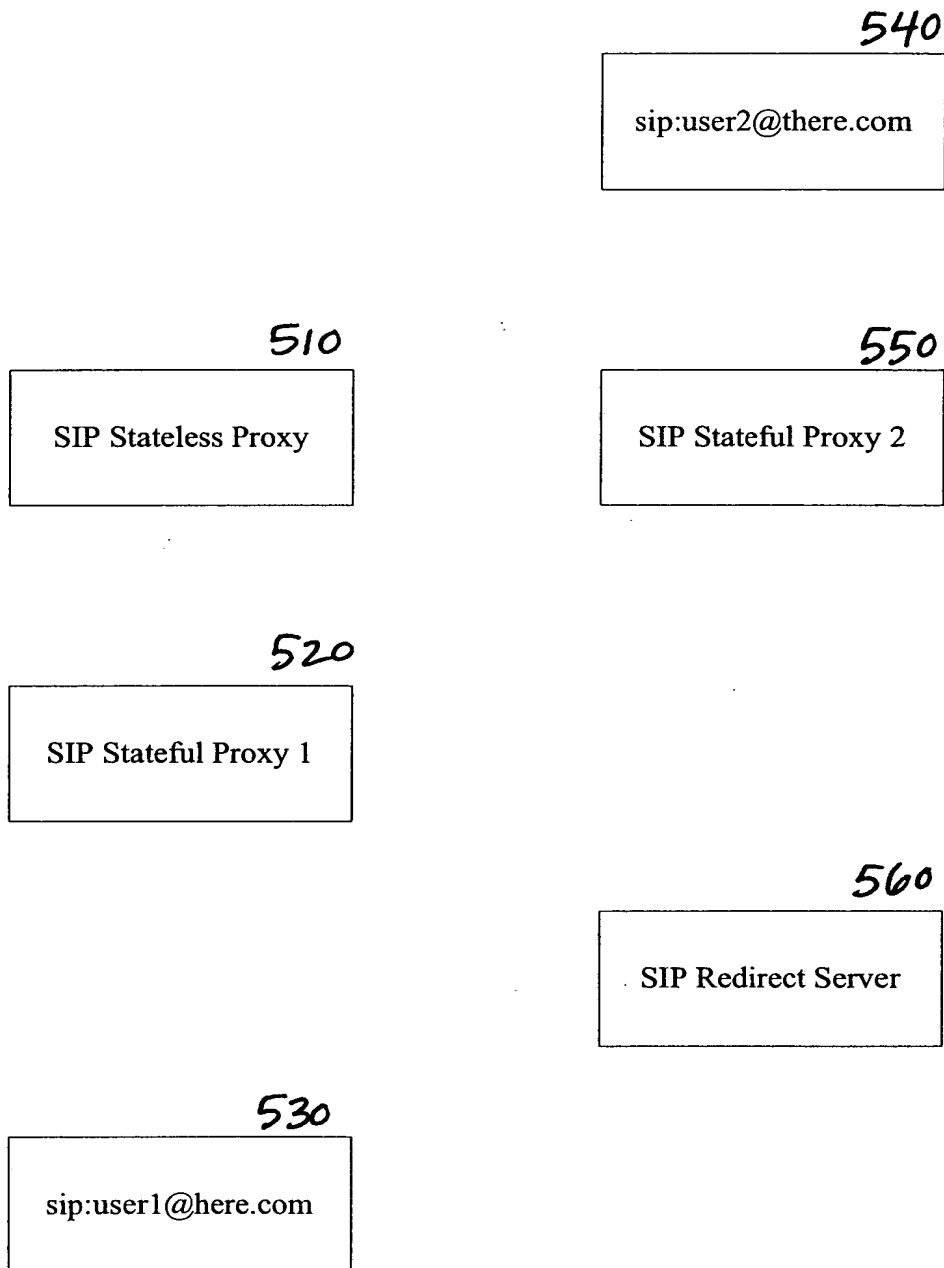 540
sip:user2@there.com
510
SIP Stateless Proxy
550
SIP Stateful Proxy 2
520
SIP Stateful Proxy 1
560
SIP Redirect Server
530
sip:user1@here.com